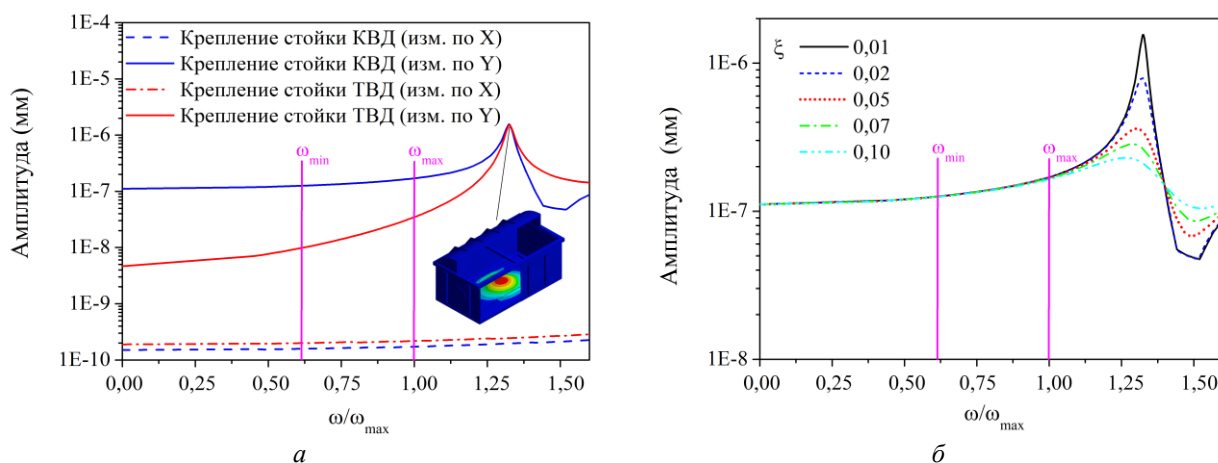 а
Амплитуда (мм)
1E-4
1E-5
1E-6
1E-7
1E-8
1E-9
1E-10
Крепление стойки КВД (изм. по X)
Крепление стойки КВД (изм. по Y)
Крепление стойки ТВД (изм. по X)
Крепление стойки ТВД (изм. по Y)
ω min
ω max
0,00 0,25 0,50 0,75 1,00 1,25 1,50
ω/ω max
б
Амплитуда (мм)
1E-6
1E-7
1E-8
ξ
0,01
0,02
0,05
0,07
0,10
ω min
ω max
0,00 0,25 0,50 0,75 1,00 1,25 1,50
ω/ω max